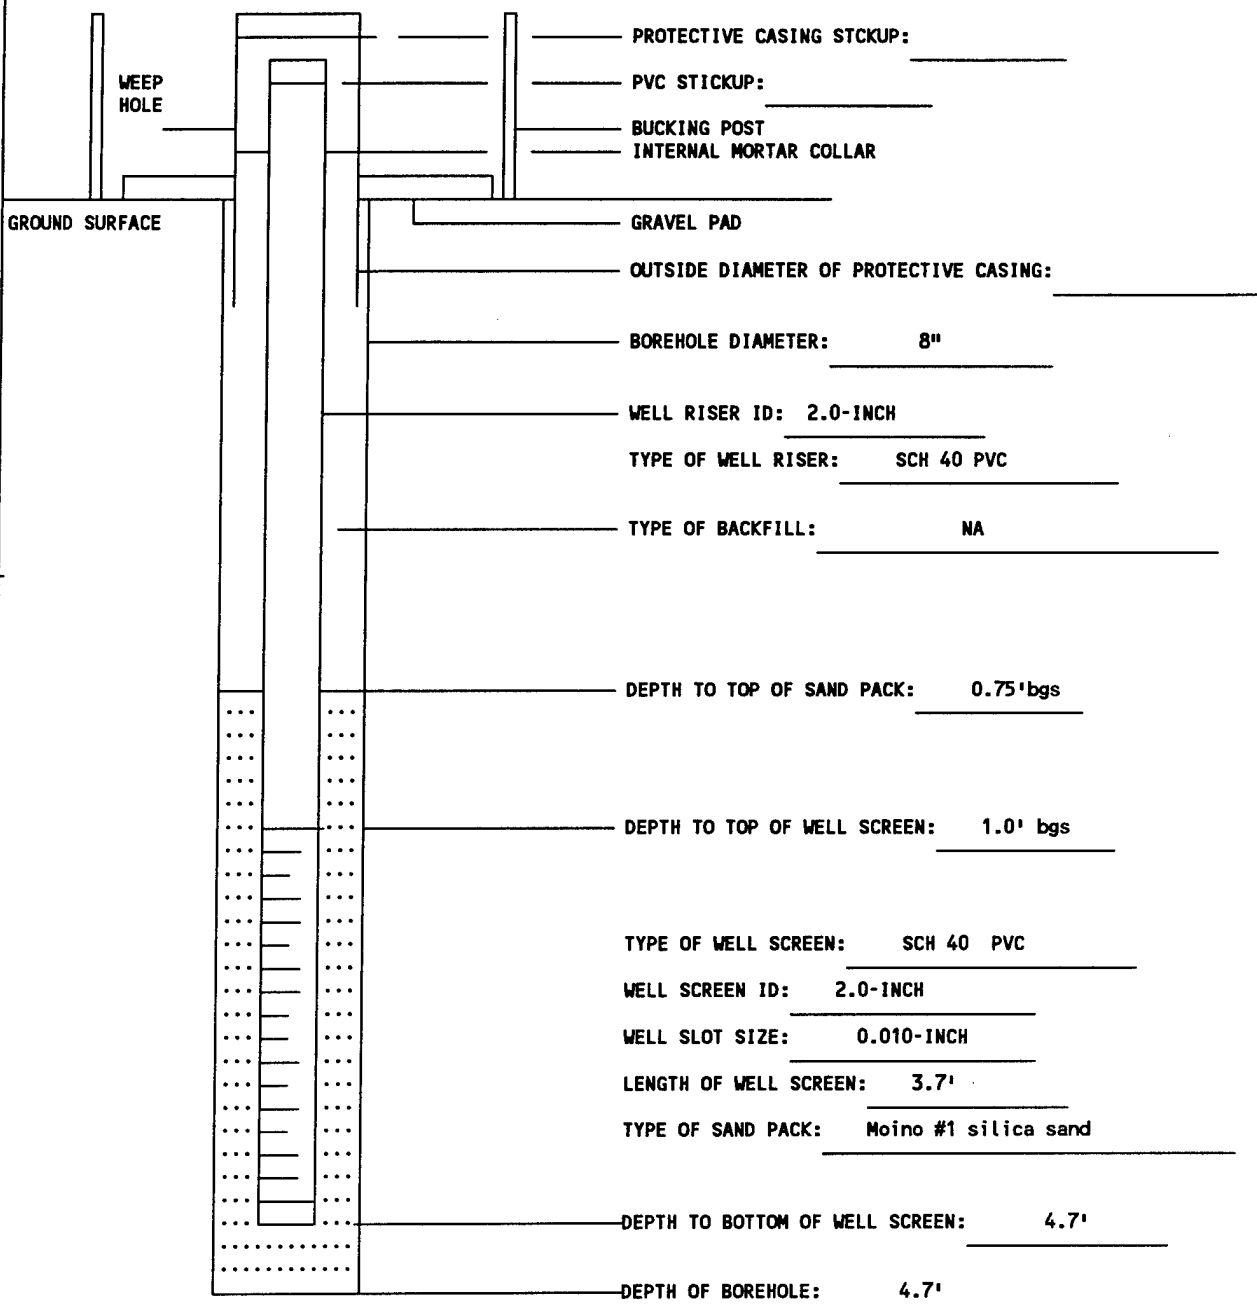 PROTECTIVE CASING STCKUP:
WEEP HOLE
PVC STICKUP:
BUCKING POST
INTERNAL MORTAR COLLAR
GROUND SURFACE
GRAVEL PAD
OUTSIDE DIAMETER OF PROTECTIVE CASING:
BOREHOLE DIAMETER: 8"
WELL RISER ID: 2.0-INCH
TYPE OF WELL RISER: SCH 40 PVC
TYPE OF BACKFILL: NA
DEPTH TO TOP OF SAND PACK: 0.75'bgs
DEPTH TO TOP OF WELL SCREEN: 1.0' bgs
TYPE OF WELL SCREEN: SCH 40 PVC
WELL SCREEN ID: 2.0-INCH
WELL SLOT SIZE: 0.010-INCH
LENGTH OF WELL SCREEN: 3.7'
TYPE OF SAND PACK: Moino #1 silica sand
DEPTH TO BOTTOM OF WELL SCREEN: 4.7'
DEPTH OF BOREHOLE: 4.7'